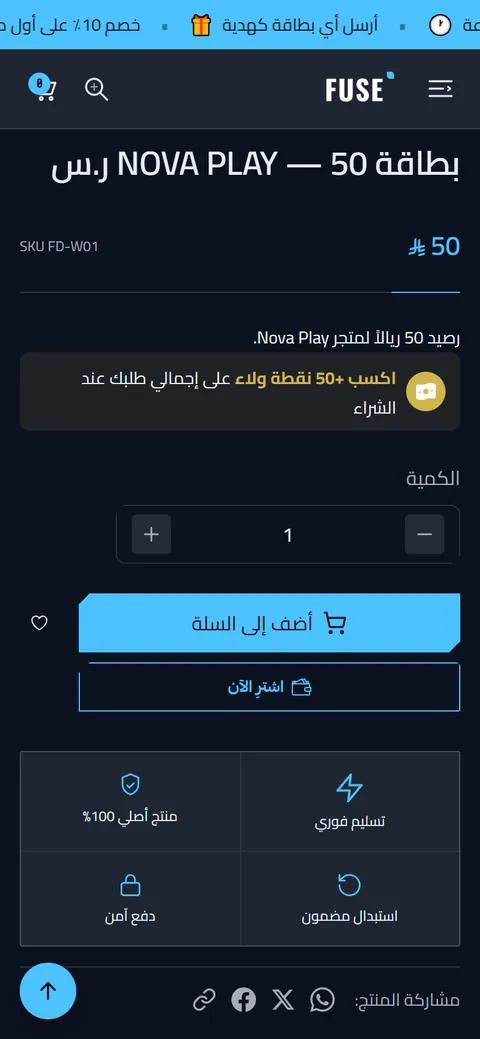 عة
أرسل أي بطاقة كهدية
خصم 10٪ على أول
FUSE
0
بطاقة NOVA PLAY — 50 ر.س
50
SKU FD-W01
رصيد 50 ريالاً لمتجر Nova Play.
اكسب +50 نقطة ولاء على إجمالي طلبك عند
الشراء
الكمية
1
أضف إلى السلة
اشترِ الآن
تسليم فوري
منتج أصلي 100%
استبدال مضمون
دفع آمن
مشاركة المنتج: